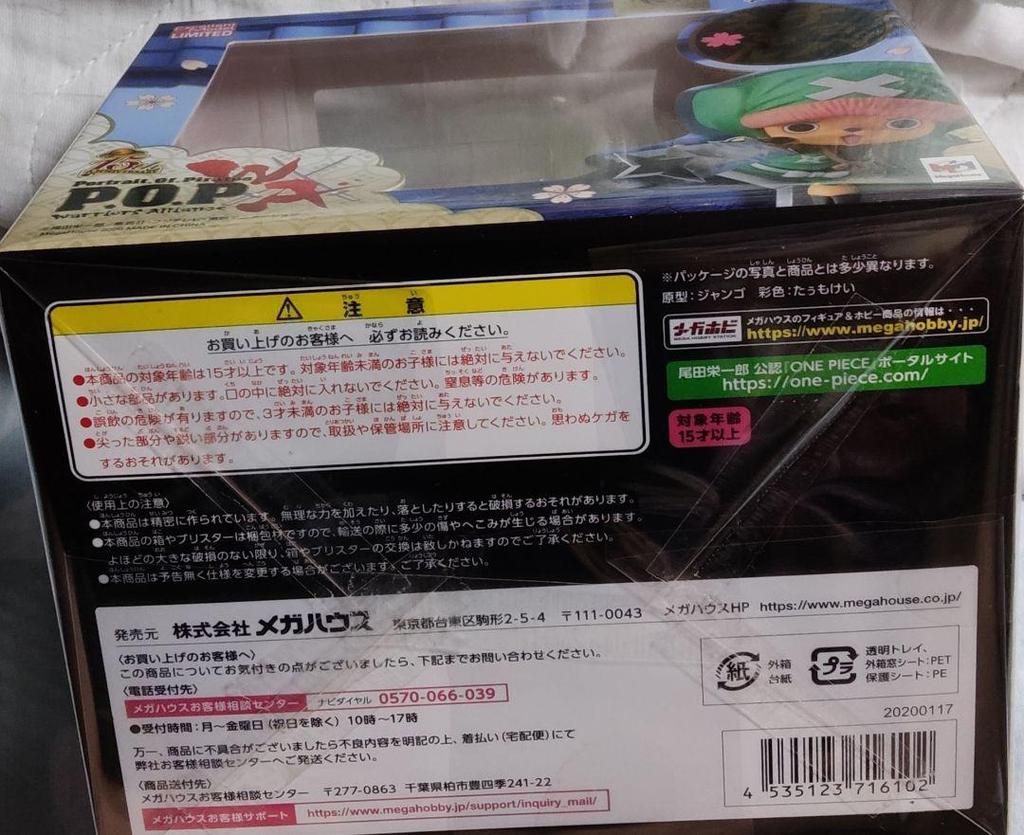 LIMITED
ANNIVERSARY
Portrait Of
P.O.P
Warriors Alliance
MADE IN CHINA
注 意
お買い上げのお客様へ 必ずお読みください。
●本商品の対象年齢は15才以上です。対象年齢未満のお子様には絶対に与えないでください。
●小さな部品があります。口の中に絶対に入れないでください。窒息等の危険があります。
●誤飲の危険が有りますので、3才未満のお子様には絶対に与えないでください。
●尖った部分や鋭い部分がありますので、取扱や保管場所に注意してください。思わぬケガを
するおそれがあります。
※パッケージの写真と商品とは多少異なります。
原型：ジャンゴ 彩色：たぅもけい
メガホビ
MEGA HOBBY STATION
メガハウスのフィギュア＆ホビー商品の情報は・・・
https://www.megahobby.jp/
尾田栄一郎 公認『ONE PIECE』ポータルサイト
https://one-piece.com/
対象年齢
15才以上
〈使用上の注意〉
●本商品は精密に作られています。無理な力を加えたり、落としたりすると破損するおそれがあります。
●本商品の箱やブリスターは梱包材ですので、輸送の際に多少の傷やへこみが生じる場合があります。
よほどの大きな破損のない限り、箱やブリスターの交換は致しかねますのでご了承ください。
●本商品は予告無く仕様を変更する場合がございます。ご了承ください。
発売元 株式会社 メガハウス 東京都台東区駒形2-5-4 〒111-0043 メガハウスHP https://www.megahouse.co.jp/
〈お買い上げのお客様へ〉
この商品についてお気付きの点がございましたら、下記までお問い合わせください。
〈電話受付先〉
メガハウスお客様相談センター ナビダイヤル 0570-066-039
●受付時間：月～金曜日（祝日を除く）10時～17時
万一、商品に不具合がございましたら不良内容を明記の上、着払い（宅配便）にて
弊社お客様相談センターへご発送ください。
〈商品送付先〉
メガハウスお客様相談センター 〒277-0863 千葉県柏市豊四季241-22
メガハウスお客様サポート https://www.megahobby.jp/support/inquiry_mail/
紙
外箱
台紙
プラ
透明トレイ、
外箱窓シート：PET
保護シート：PE
20200117
4 535123 716102